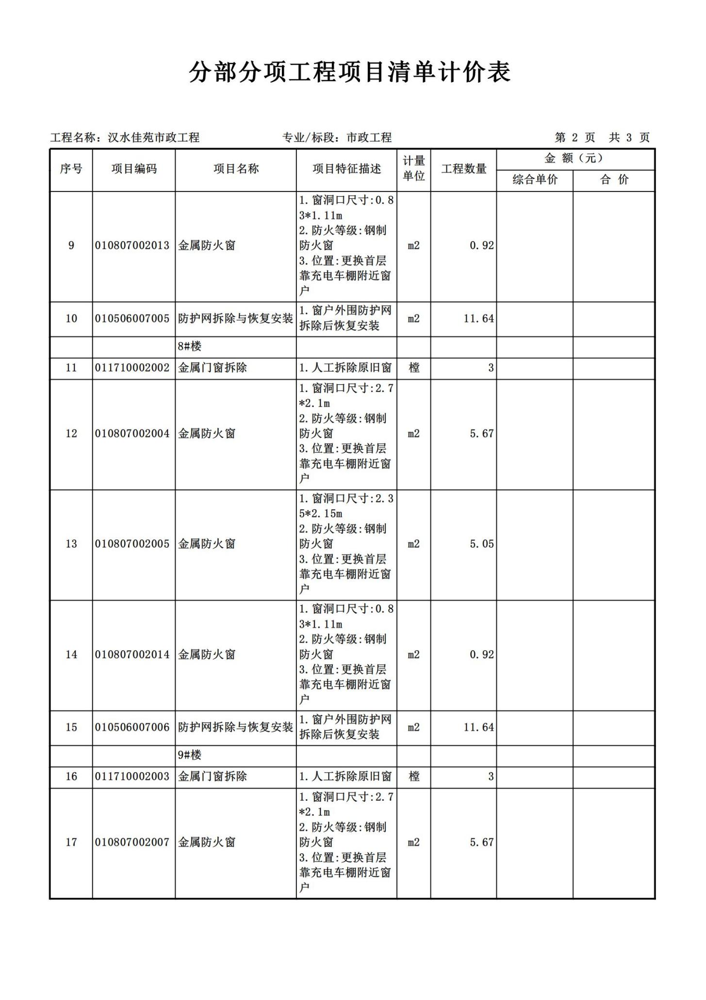 分部分项工程项目清单计价表
工程名称：汉水佳苑市政工程 专业/标段：市政工程 第 2 页 共 3 页
序号 项目编码 项目名称 项目特征描述 计量单位 工程数量 金 额（元）
综合单价 合 价
9 010807002013 金属防火窗
1.窗洞口尺寸:0.8
3*1.11m
2.防火等级:钢制
防火窗
3.位置:更换首层
靠充电车棚附近窗
户
m2 0.92
10 010506007005 防护网拆除与恢复安装
1.窗户外围防护网
拆除后恢复安装
m2 11.64
8#楼
11 011710002002 金属门窗拆除 1.人工拆除原旧窗 樘 3
12 010807002004 金属防火窗
1.窗洞口尺寸:2.7
*2.1m
2.防火等级:钢制
防火窗
3.位置:更换首层
靠充电车棚附近窗
户
m2 5.67
13 010807002005 金属防火窗
1.窗洞口尺寸:2.3
5*2.15m
2.防火等级:钢制
防火窗
3.位置:更换首层
靠充电车棚附近窗
户
m2 5.05
14 010807002014 金属防火窗
1.窗洞口尺寸:0.8
3*1.11m
2.防火等级:钢制
防火窗
3.位置:更换首层
靠充电车棚附近窗
户
m2 0.92
15 010506007006 防护网拆除与恢复安装
1.窗户外围防护网
拆除后恢复安装
m2 11.64
9#楼
16 011710002003 金属门窗拆除 1.人工拆除原旧窗 樘 3
17 010807002007 金属防火窗
1.窗洞口尺寸:2.7
*2.1m
2.防火等级:钢制
防火窗
3.位置:更换首层
靠充电车棚附近窗
户
m2 5.67